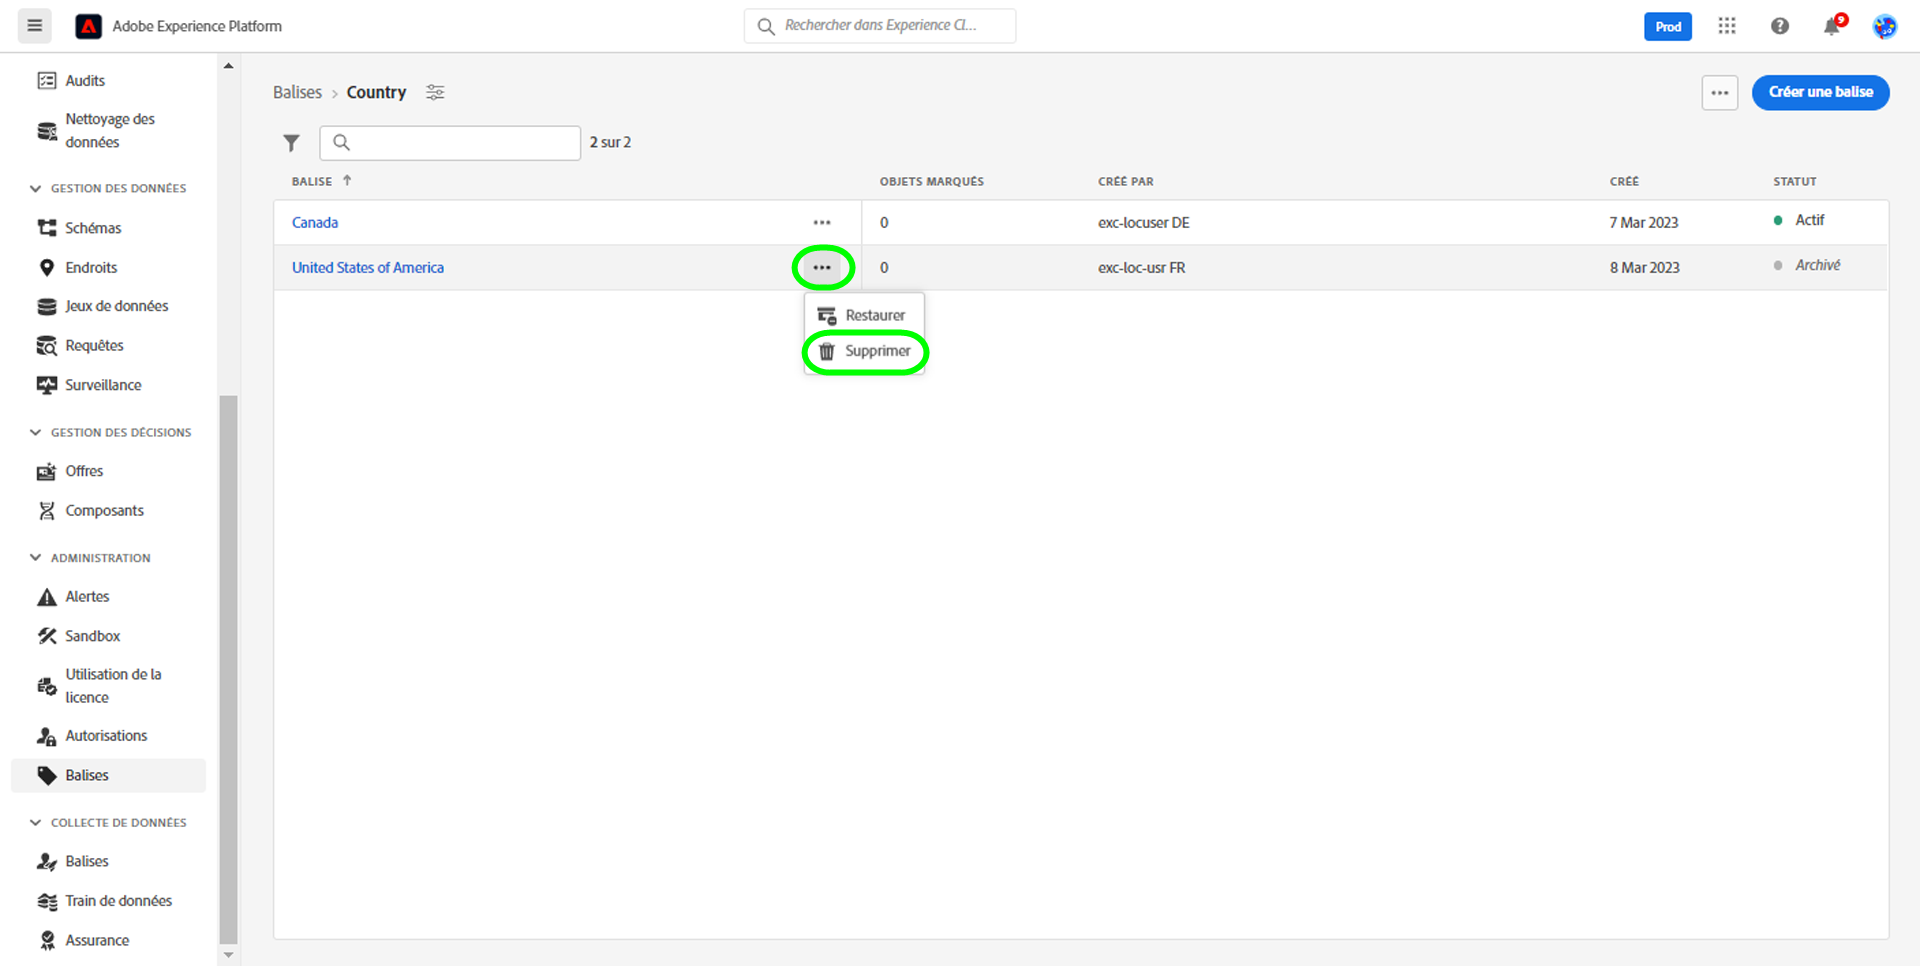 Adobe Experience Platform
Rechercher dans Experience Cl...
Prod
9
Audits
Nettoyage des
données
GESTION DES DONNÉES
Schémas
Endroits
Jeux de données
Requêtes
Surveillance
GESTION DES DÉCISIONS
Offres
Composants
ADMINISTRATION
Alertes
Sandbox
Utilisation de la
licence
Autorisations
Balises
COLLECTE DE DONNÉES
Balises
Train de données
Assurance
Balises > Country
Créer une balise
2 sur 2
BALISE OBJETS MARQUÉS CRÉÉ PAR CRÉÉ STATUT
Canada 0 exc-locuser DE 7 Mar 2023 Actif
United States of America 0 exc-loc-usr FR 8 Mar 2023 Archivé
Restaurer
Supprimer